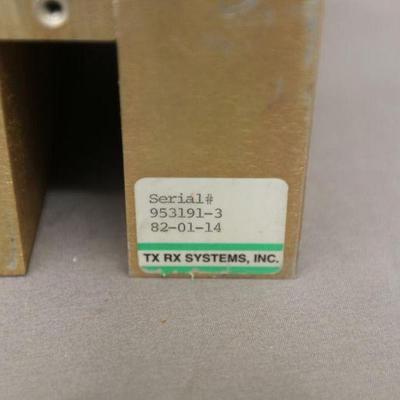 Serial#
953191-3
82-01-14
TX RX SYSTEMS, INC.